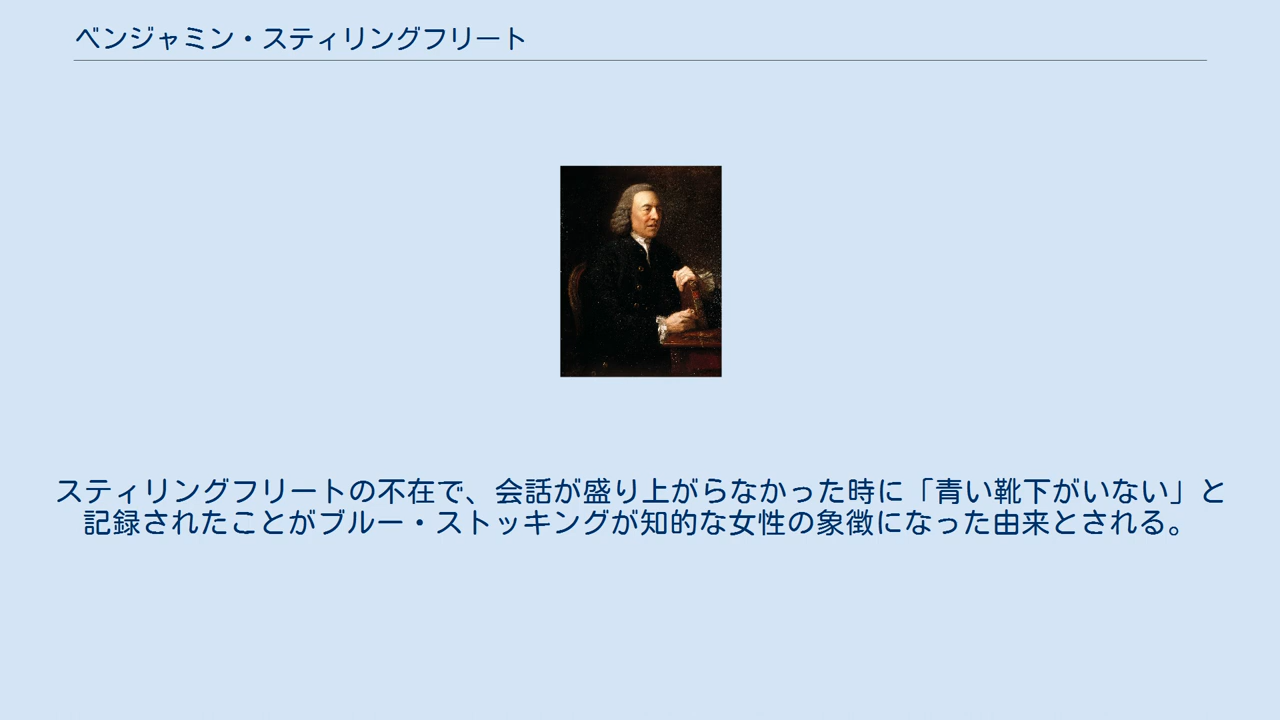 ベンジャミン・スティリングフリート
スティリングフリートの不在で、会話が盛り上がらなかった時に「青い靴下がいない」と
記録されたことがブルー・ストッキングが知的な女性の象徴になった由来とされる。